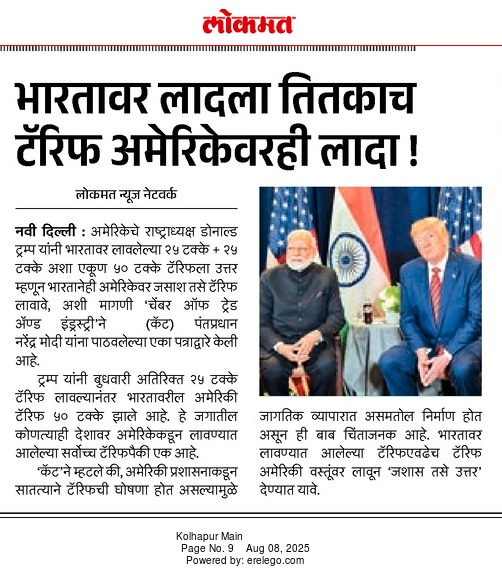 लोकमत
भारतावर लादला तितकाच
टॅरिफ अमेरिकेवरही लादा !
लोकमत न्यूज नेटवर्क
नवी दिल्ली : अमेरिकेचे राष्ट्राध्यक्ष डोनाल्ड
ट्रम्प यांनी भारतावर लावलेल्या २५ टक्के + २५
टक्के अशा एकूण ५० टक्के टॅरिफला उत्तर
म्हणून भारतानेही अमेरिकेवर जसाश तसे टॅरिफ
लावावे, अशी मागणी ‘चेंबर ऑफ ट्रेड
ॲण्ड इंडस्ट्री’ने (कॅट) पंतप्रधान
नरेंद्र मोदी यांना पाठवलेल्या एका पत्राद्वारे केली
आहे.
ट्रम्प यांनी बुधवारी अतिरिक्त २५ टक्के
टॅरिफ लावल्यानंतर भारतावरील अमेरिकी
टॅरिफ ५० टक्के झाले आहे. हे जगातील
कोणत्याही देशावर अमेरिकेकडून लावण्यात
आलेल्या सर्वोच्च टॅरिफपैकी एक आहे.
‘कॅट’ने म्हटले की, अमेरिकी प्रशासनाकडून
सातत्याने टॅरिफची घोषणा होत असल्यामुळे
जागतिक व्यापारात असमतोल निर्माण होत
असून ही बाब चिंताजनक आहे. भारतावर
लावण्यात आलेल्या टॅरिफएवढेच टॅरिफ
अमेरिकी वस्तूंवर लावून ‘जशास तसे उत्तर’
देण्यात यावे.
Kolhapur Main
Page No. 9 Aug 08, 2025
Powered by: erelego.com